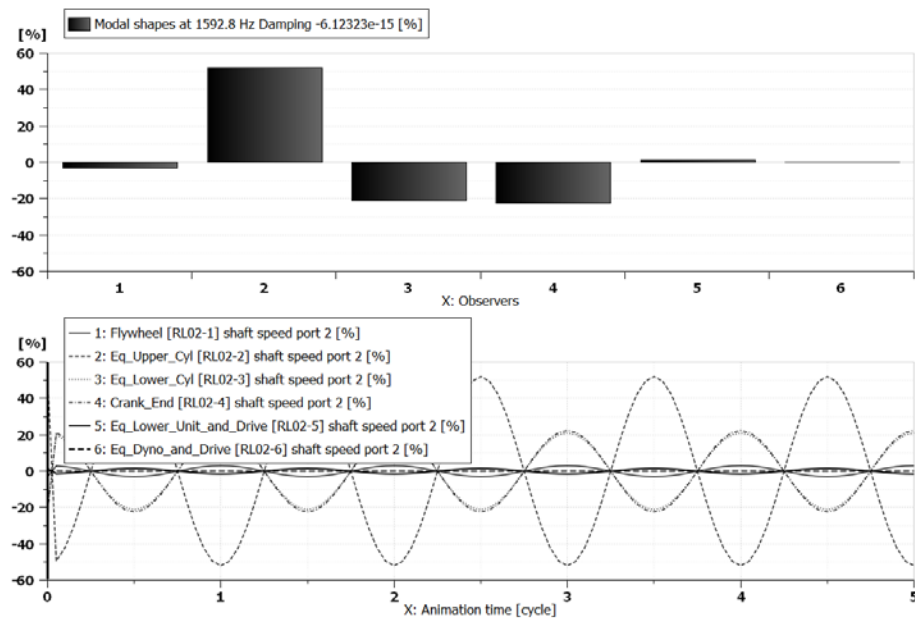 Modal shapes at 1592.8 Hz Damping -6.12323e-15 [%]
[%]
60
40
20
0
-20
-40
-60
1 2 3 4 5 6
X: Observers
[%]
1: Flywheel [RL02-1] shaft speed port 2 [%]
2: Eq_Upper_Cyl [RL02-2] shaft speed port 2 [%]
3: Eq_Lower_Cyl [RL02-3] shaft speed port 2 [%]
4: Crank_End [RL02-4] shaft speed port 2 [%]
5: Eq_Lower_Unit_and_Drive [RL02-5] shaft speed port 2 [%]
6: Eq_Dyno_and_Drive [RL02-6] shaft speed port 2 [%]
60
40
20
0
-20
-40
-60
0 1 2 3 4 5
X: Animation time [cycle]